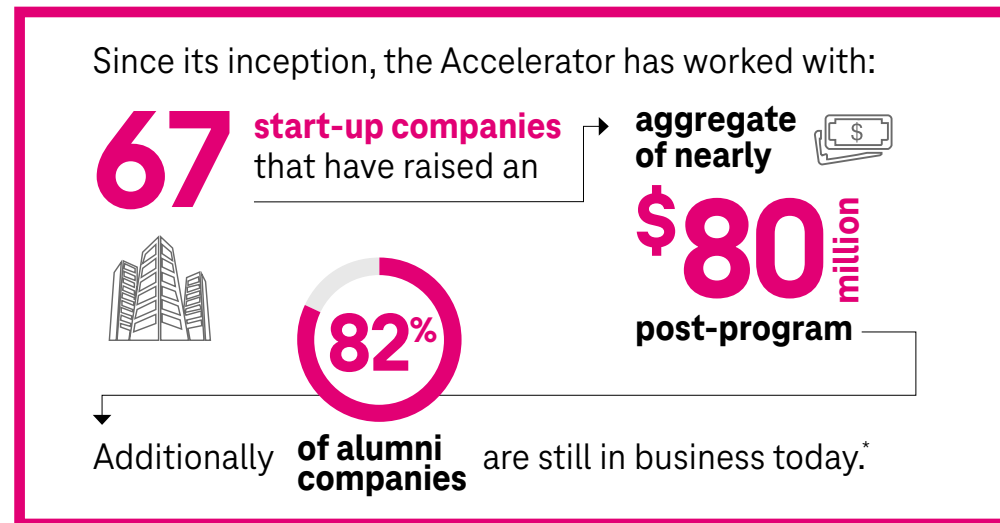 Since its inception, the Accelerator has worked with:
67
start-up companies
that have raised an
aggregate
of nearly
$
$80 million
post-program
82%
Additionally of alumni companies are still in business today.*